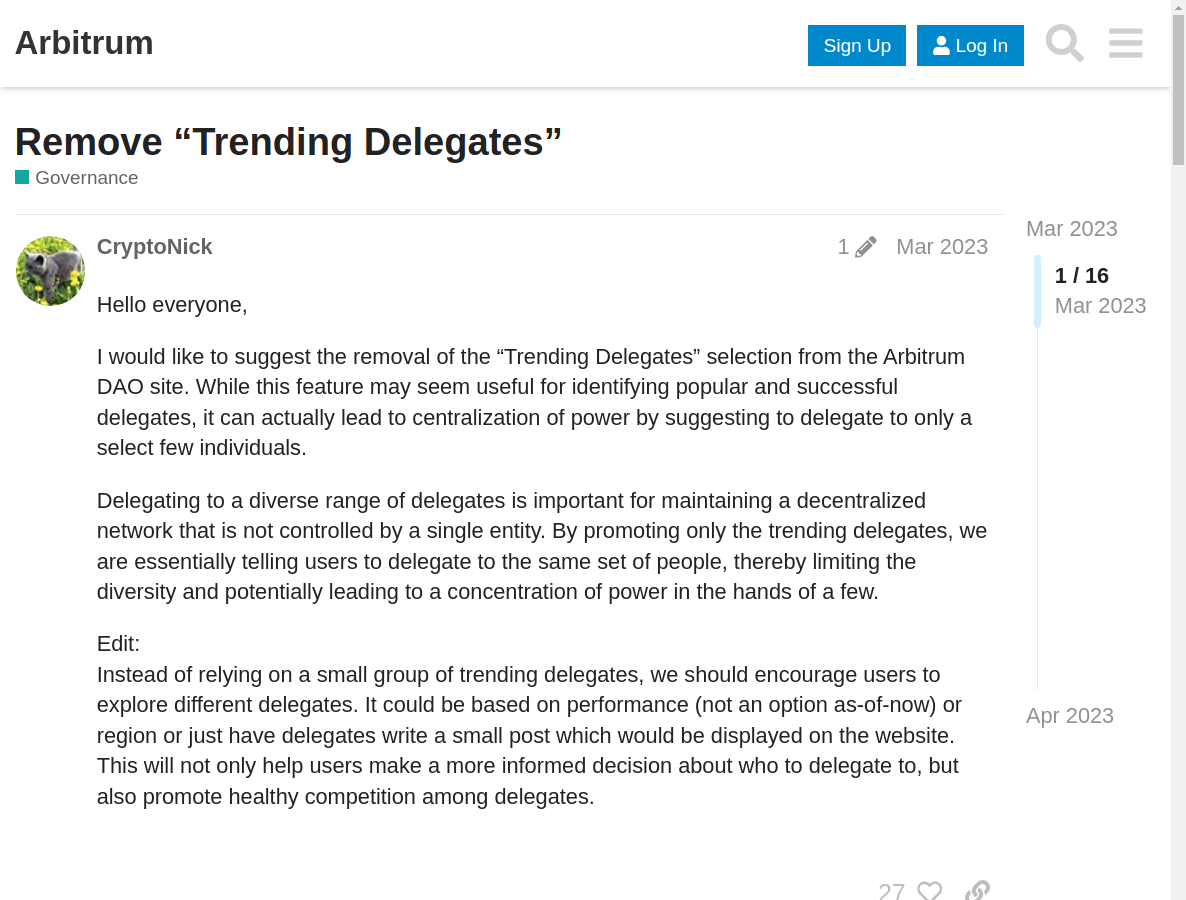 Arbitrum
Sign Up
Log In
Remove “Trending Delegates”
Governance
CryptoNick
1
Mar 2023
Hello everyone,
I would like to suggest the removal of the “Trending Delegates” selection from the Arbitrum
DAO site. While this feature may seem useful for identifying popular and successful
delegates, it can actually lead to centralization of power by suggesting to delegate to only a
select few individuals.
Delegating to a diverse range of delegates is important for maintaining a decentralized
network that is not controlled by a single entity. By promoting only the trending delegates, we
are essentially telling users to delegate to the same set of people, thereby limiting the
diversity and potentially leading to a concentration of power in the hands of a few.
Edit:
Instead of relying on a small group of trending delegates, we should encourage users to
explore different delegates. It could be based on performance (not an option as-of-now) or
region or just have delegates write a small post which would be displayed on the website.
This will not only help users make a more informed decision about who to delegate to, but
also promote healthy competition among delegates.
27
Mar 2023
1 / 16
Mar 2023
Apr 2023